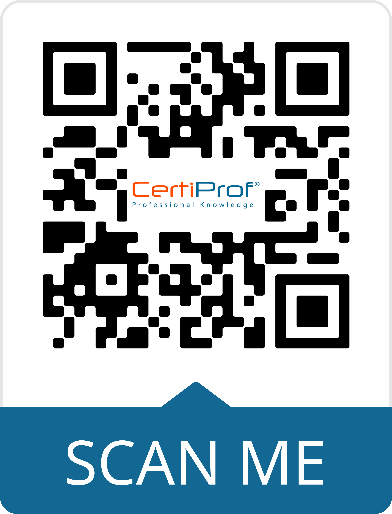 CertiProf®
Professional Knowledge
SCAN ME